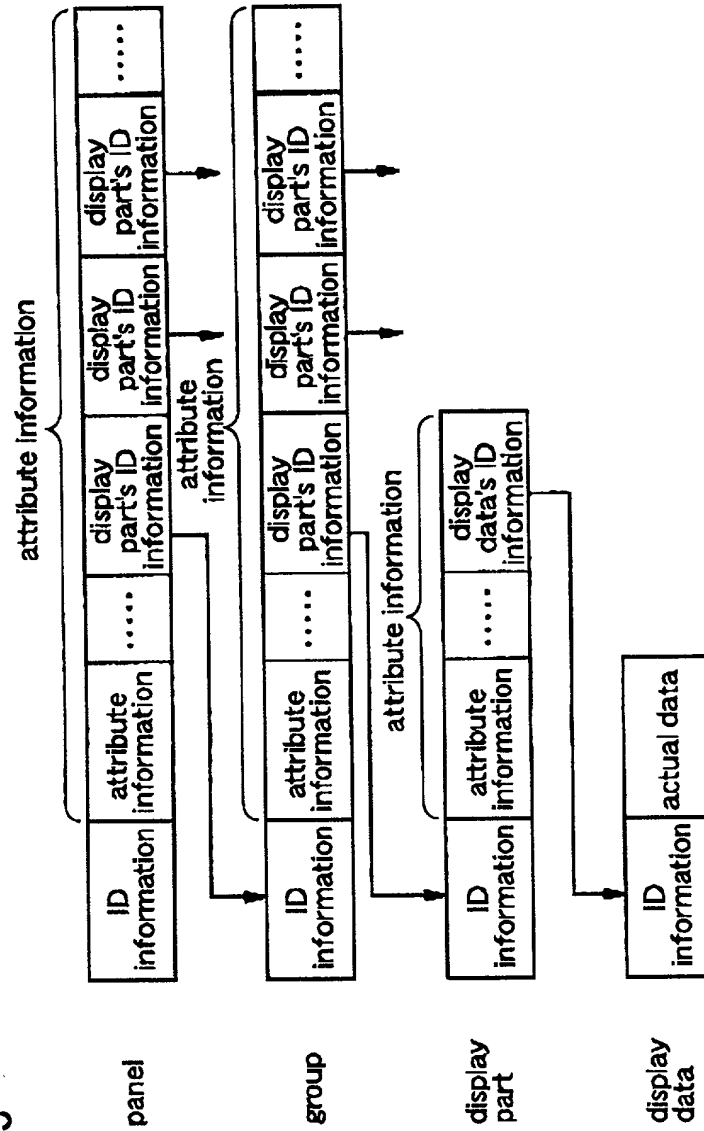 attribute information
panel
ID
information
attribute
information
.....
display
part's ID
information
display
part's ID
information
display
part's ID
information
.....
attribute
information
group
ID
information
attribute
information
.....
display
part's ID
information
display
part's ID
information
display
part's ID
information
.....
attribute information
display
part
ID
information
attribute
information
.....
display
data's ID
information
display
data
ID
information
actual data